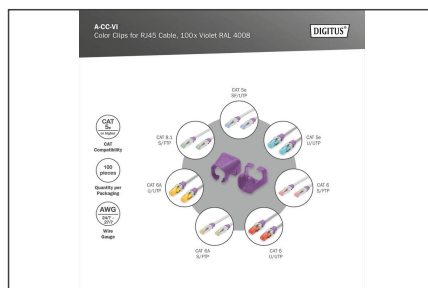 A-CC-VI
Color Clips for RJ45 Cable, 100x Violet RAL 4008
DIGITUS®
CAT
5e
or higher
CAT
Compatibility
100
pieces
Quantity per
Packaging
AWG
24/7 -
27/7
Wire
Gauge
CAT 5e
SF/UTP
CAT 5e
U/UTP
CAT 6
S/FTP
CAT 6
U/UTP
CAT 6A
S/FTP
CAT 6A
U/UTP
CAT 8.1
S/FTP